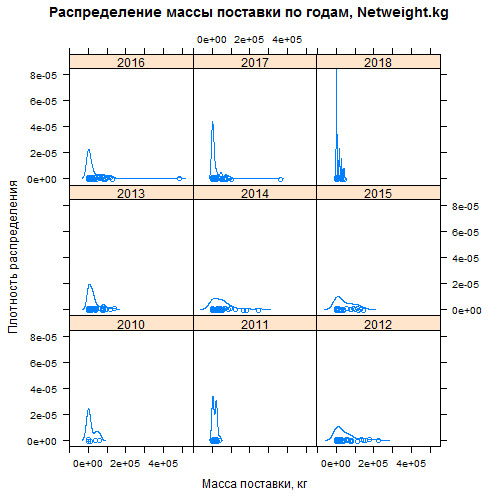 Распределение массы поставки по годам, Netweight.kg
0e+00 2e+05 4e+05
2016 2017 2018
8e-05
6e-05
4e-05
2e-05
0e+00
2013 2014 2015
8e-05
6e-05
4e-05
2e-05
0e+00
2010 2011 2012
8e-05
6e-05
4e-05
2e-05
0e+00
0e+00 2e+05 4e+05 0e+00 2e+05 4e+05
Плотность распределения
Масса поставки, кг